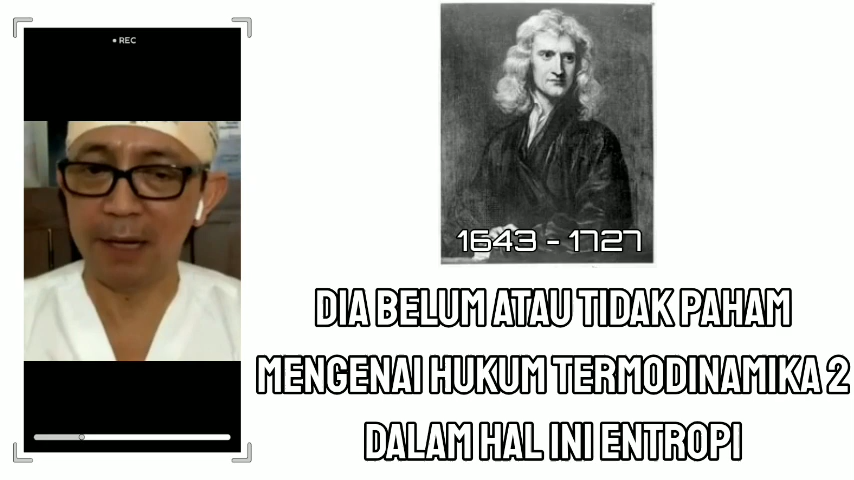 REC
1643 - 1727
DIA BELUM ATAU TIDAK PAHAM
MENGENAI HUKUM TERMODINAMIKA 2
DALAM HAL INI ENTROPI